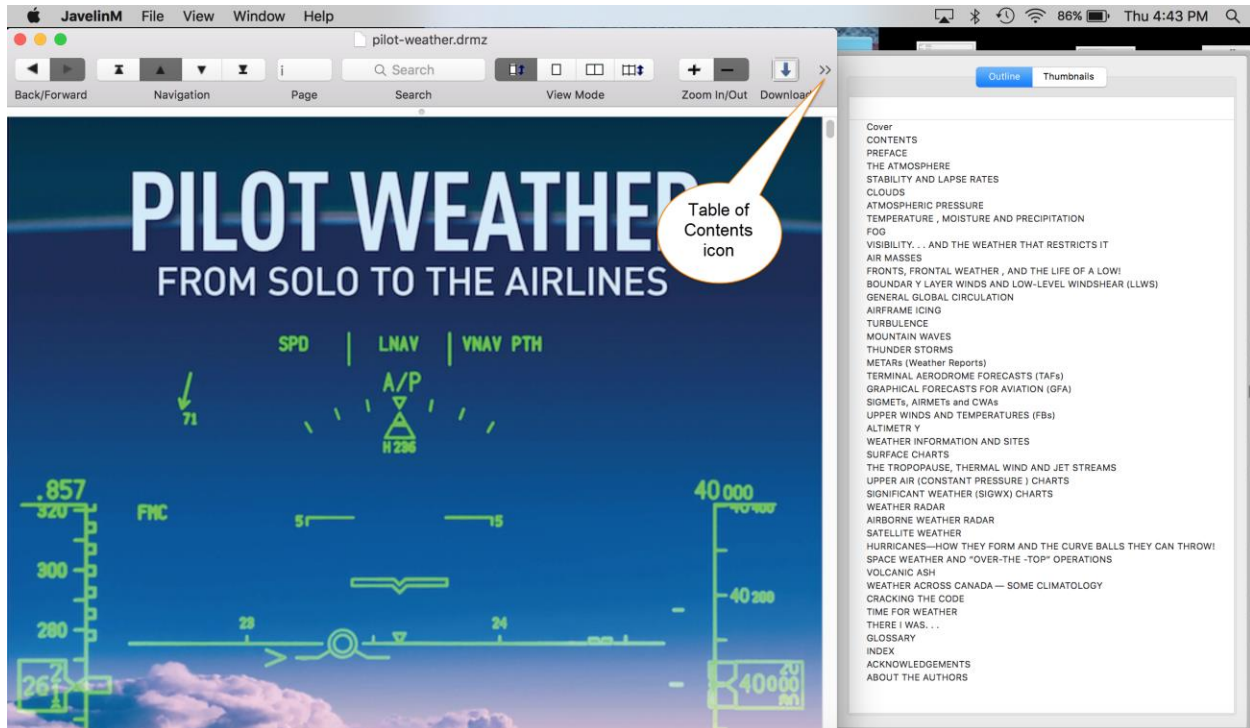 JavelinM File View Window Help 86% Thu 4:43 PM
pilot-weather.drmz
i Search
Back/Forward Navigation Page Search View Mode Zoom In/Out Download
Table of
Contents
icon
PILOT WEATHER
FROM SOLO TO THE AIRLINES
SPD LNAV VNAV PTH
A/P
71
H 236
.857
40 000
320
FMC
5 15
300
40 200
280
23 24
26
40000
Outline Thumbnails
Cover
CONTENTS
PREFACE
THE ATMOSPHERE
STABILITY AND LAPSE RATES
CLOUDS
ATMOSPHERIC PRESSURE
TEMPERATURE , MOISTURE AND PRECIPITATION
FOG
VISIBILITY. . . AND THE WEATHER THAT RESTRICTS IT
AIR MASSES
FRONTS, FRONTAL WEATHER , AND THE LIFE OF A LOW!
BOUNDAR Y LAYER WINDS AND LOW-LEVEL WINDSHEAR (LLWS)
GENERAL GLOBAL CIRCULATION
AIRFRAME ICING
TURBULENCE
MOUNTAIN WAVES
THUNDER STORMS
METARs (Weather Reports)
TERMINAL AERODROME FORECASTS (TAFs)
GRAPHICAL FORECASTS FOR AVIATION (GFA)
SIGMETs, AIRMETs and CWAs
UPPER WINDS AND TEMPERATURES (FBs)
ALTIMETR Y
WEATHER INFORMATION AND SITES
SURFACE CHARTS
THE TROPOPAUSE, THERMAL WIND AND JET STREAMS
UPPER AIR (CONSTANT PRESSURE ) CHARTS
SIGNIFICANT WEATHER (SIGWX) CHARTS
WEATHER RADAR
AIRBORNE WEATHER RADAR
SATELLITE WEATHER
HURRICANES—HOW THEY FORM AND THE CURVE BALLS THEY CAN THROW!
SPACE WEATHER AND "OVER-THE -TOP" OPERATIONS
VOLCANIC ASH
WEATHER ACROSS CANADA — SOME CLIMATOLOGY
CRACKING THE CODE
TIME FOR WEATHER
THERE I WAS. . .
GLOSSARY
INDEX
ACKNOWLEDGEMENTS
ABOUT THE AUTHORS